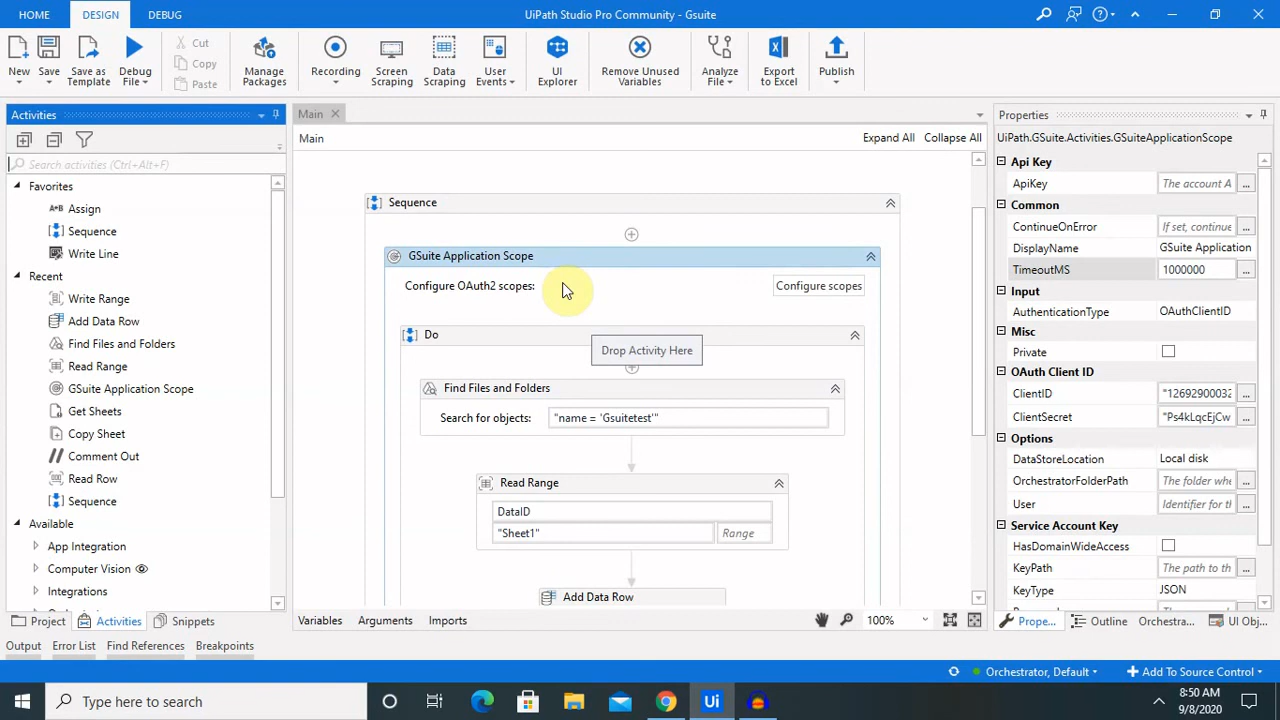 HOME
DESIGN
DEBUG
UiPath Studio Pro Community - Gsuite
New
Save
Save as Template
Debug File
Cut
Copy
Paste
Manage Packages
Recording
Screen Scraping
Data Scraping
User Events
UI Explorer
Remove Unused Variables
Analyze File
Export to Excel
Publish
Activities
Search activities (Ctrl+Alt+F)
Favorites
Assign
Sequence
Write Line
Recent
Write Range
Add Data Row
Find Files and Folders
Read Range
GSuite Application Scope
Get Sheets
Copy Sheet
Comment Out
Read Row
Sequence
Available
App Integration
Computer Vision
Integrations
Project
Activities
Snippets
Main
Main
Expand All
Collapse All
Sequence
GSuite Application Scope
Configure OAuth2 scopes:
Configure scopes
Do
Drop Activity Here
Find Files and Folders
Search for objects:
"name = 'Gsuitetest'"
Read Range
DataID
"Sheet1"
Range
Add Data Row
Variables
Arguments
Imports
100%
Properties
UiPath.GSuite.Activities.GSuiteApplicationScope
Api Key
ApiKey
The account A
...
Common
ContinueOnError
If set, continue
...
DisplayName
GSuite Application
TimeoutMS
1000000
...
Input
AuthenticationType
OAuthClientID
Misc
Private
OAuth Client ID
ClientID
"12692900032
...
ClientSecret
"Ps4kLqcEjCw
...
Options
DataStoreLocation
Local disk
OrchestratorFolderPath
The folder whe
...
User
Identifier for th
...
Service Account Key
HasDomainWideAccess
KeyPath
The path to th
...
KeyType
JSON
Prope...
Outline
Orchestra...
UI Obj...
Output
Error List
Find References
Breakpoints
Orchestrator, Default
Add To Source Control
Type here to search
Ui
8:50 AM
9/8/2020